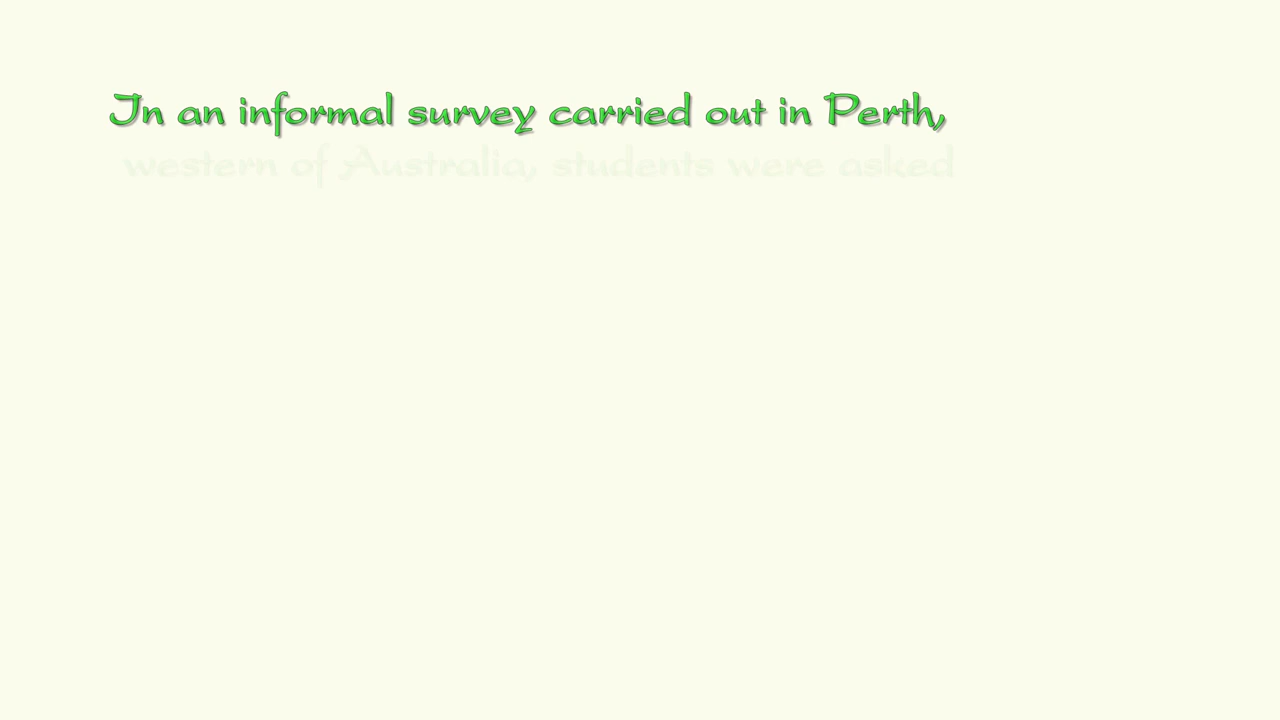 In an informal survey carried out in Perth,
western of Australia, students were asked